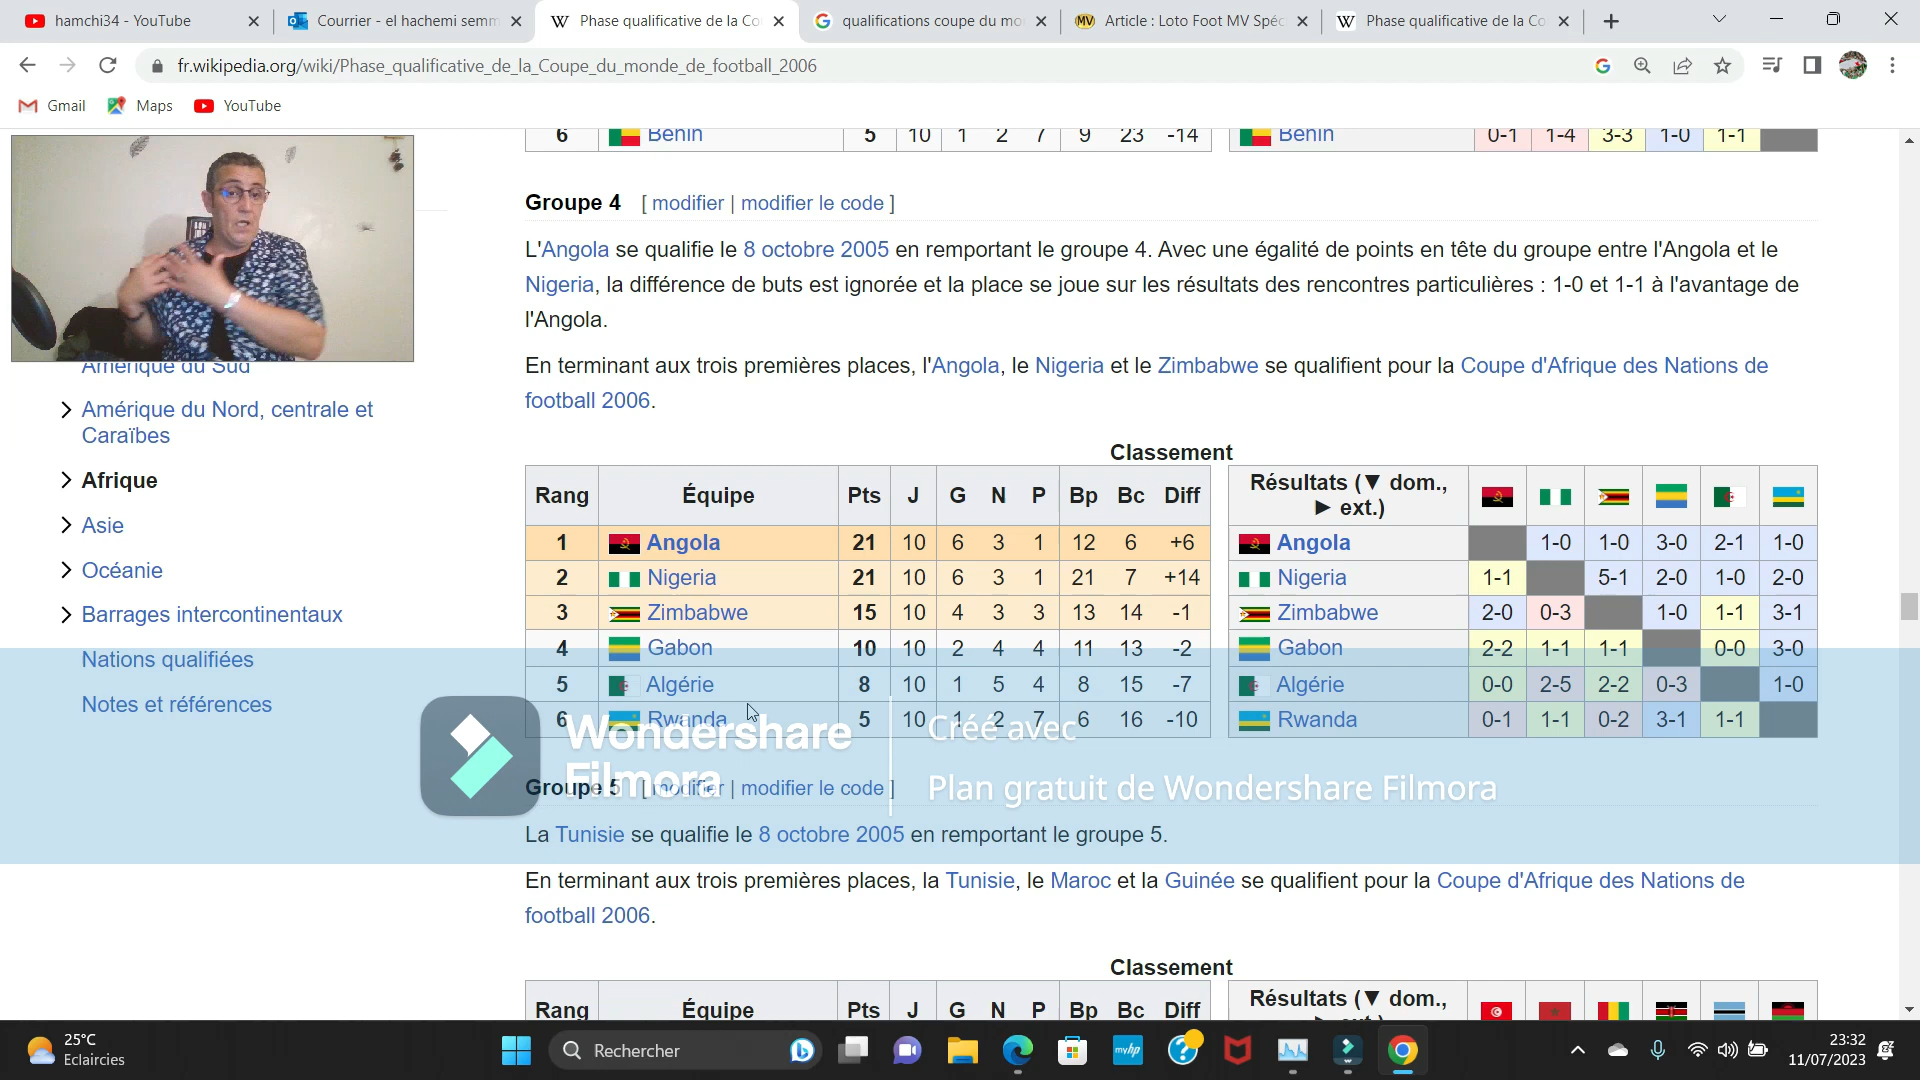 hamchi34 - YouTube
Courrier - el hachemi semm
Phase qualificative de la Co
qualifications coupe du mo
Article : Loto Foot MV Spéc
Phase qualificative de la Co
fr.wikipedia.org/wiki/Phase_qualificative_de_la_Coupe_du_monde_de_football_2006
Gmail Maps YouTube
6 Bénin 5 10 1 2 7 9 23 -14 Bénin 0-1 1-4 3-3 1-0 1-1
Groupe 4 [ modifier | modifier le code ]
L'Angola se qualifie le 8 octobre 2005 en remportant le groupe 4. Avec une égalité de points en tête du groupe entre l'Angola et le
Nigeria, la différence de buts est ignorée et la place se joue sur les résultats des rencontres particulières : 1-0 et 1-1 à l'avantage de
l'Angola.
En terminant aux trois premières places, l'Angola, le Nigeria et le Zimbabwe se qualifient pour la Coupe d'Afrique des Nations de
football 2006.
Amérique du Sud
Amérique du Nord, centrale et
Caraïbes
Afrique
Asie
Océanie
Barrages intercontinentaux
Nations qualifiées
Notes et références
Classement
Rang Équipe Pts J G N P Bp Bc Diff Résultats (▼ dom.,
► ext.)
1 Angola 21 10 6 3 1 12 6 +6 Angola 1-0 1-0 3-0 2-1 1-0
2 Nigeria 21 10 6 3 1 21 7 +14 Nigeria 1-1 5-1 2-0 1-0 2-0
3 Zimbabwe 15 10 4 3 3 13 14 -1 Zimbabwe 2-0 0-3 1-0 1-1 3-1
4 Gabon 10 10 2 4 4 11 13 -2 Gabon 2-2 1-1 1-1 0-0 3-0
5 Algérie 8 10 1 5 4 8 15 -7 Algérie 0-0 2-5 2-2 0-3 1-0
6 Rwanda 5 10 1 2 7 6 16 -10 Rwanda 0-1 1-1 0-2 3-1 1-1
Wondershare
Filmora
Créé avec
Plan gratuit de Wondershare Filmora
Groupe 5 [ modifier | modifier le code ]
La Tunisie se qualifie le 8 octobre 2005 en remportant le groupe 5.
En terminant aux trois premières places, la Tunisie, le Maroc et la Guinée se qualifient pour la Coupe d'Afrique des Nations de
football 2006.
Classement
Rang Équipe Pts J G N P Bp Bc Diff Résultats (▼ dom.,
25°C
Eclaircies
Rechercher
myhp
23:32
11/07/2023